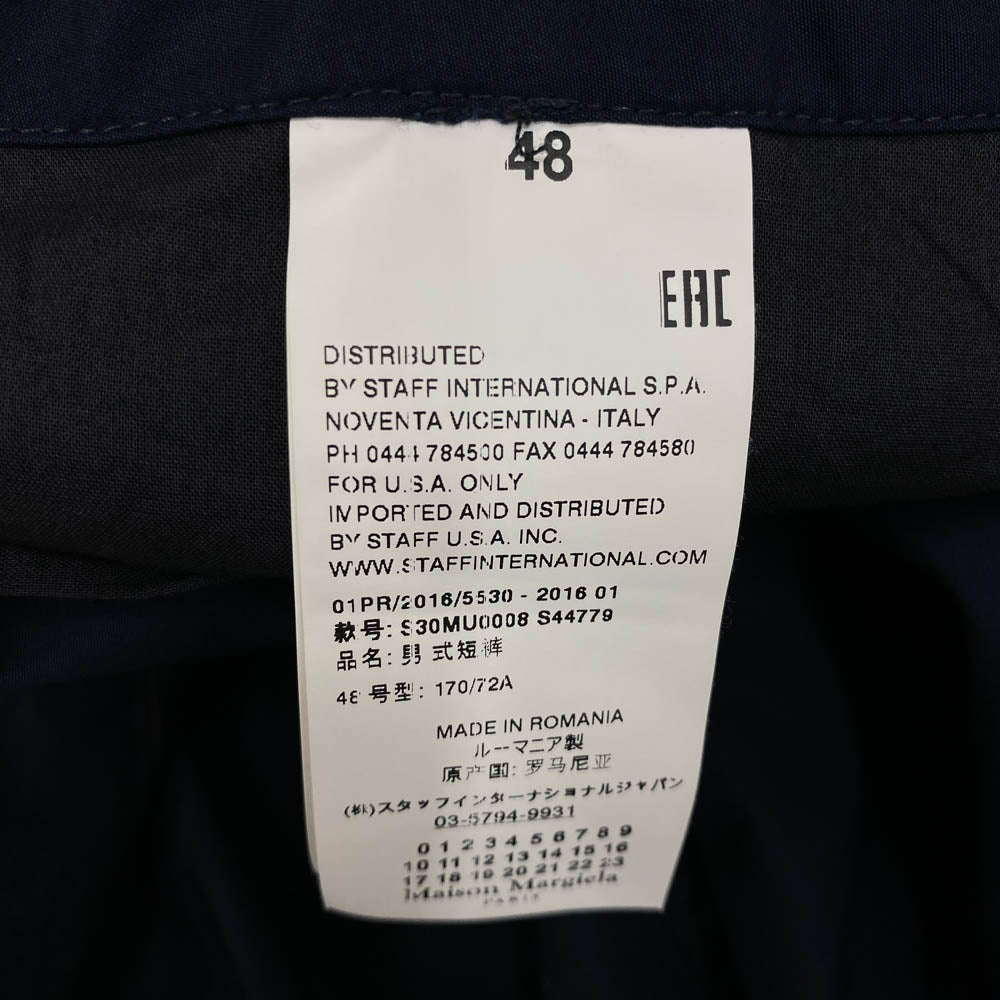 48
EAC
DISTRIBUTED
BY STAFF INTERNATIONAL S.P.A.
NOVENTA VICENTINA - ITALY
PH 0444 784500 FAX 0444 784580
FOR U.S.A. ONLY
IMPORTED AND DISTRIBUTED
BY STAFF U.S.A. INC.
WWW.STAFFINTERNATIONAL.COM
01PR/2016/5530 - 2016 01
款号: S30MU0008 S44779
品名: 男式短裤
48 号型: 170/72A
MADE IN ROMANIA
ルーマニア製
原产国: 罗马尼亚
(株)スタッフインターナショナルジャパン
03-5794-9931
0 1 2 3 4 5 6 7 8 9
10 11 12 13 14 15 16
17 18 19 20 21 22 23
Maison Margiela
PARIS